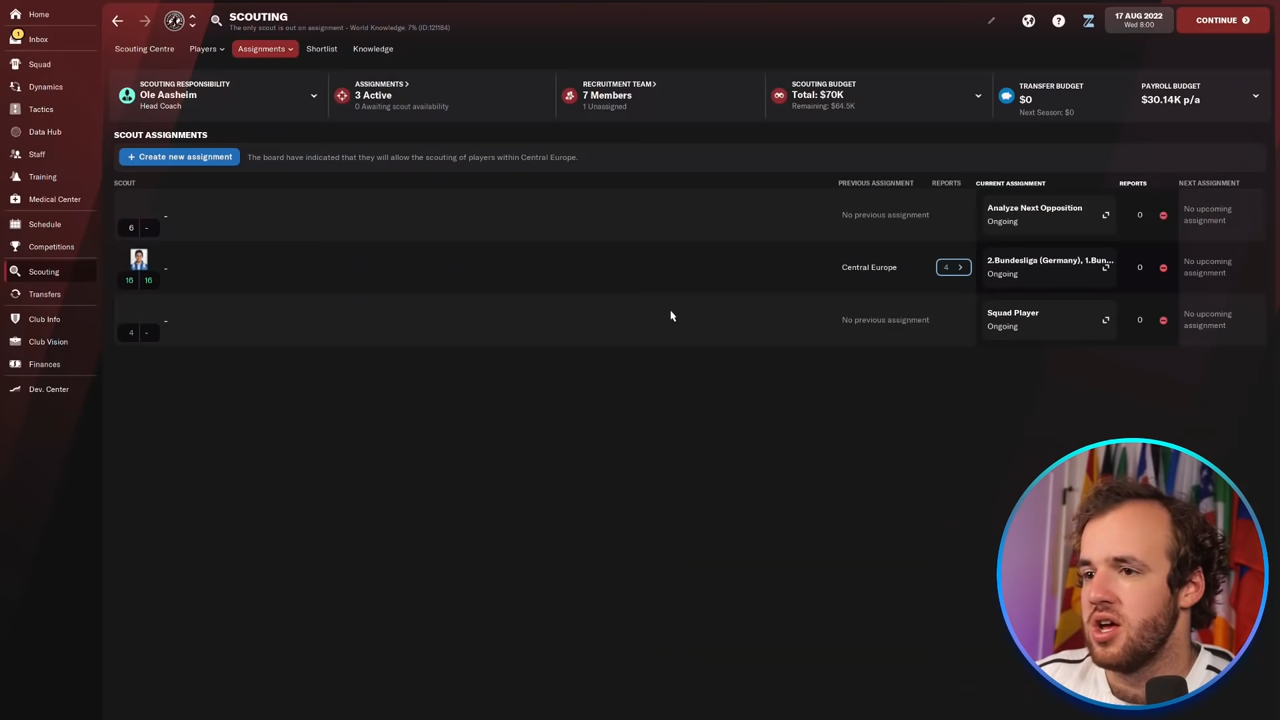 Home
1
Inbox
Squad
Dynamics
Tactics
Data Hub
Staff
Training
Medical Center
Schedule
Competitions
Scouting
Transfers
Club Info
Club Vision
Finances
Dev. Center
SCOUTING
The only scout is out on assignment - World Knowledge: 7% (ID:121184)
17 AUG 2022
Wed 8:00
CONTINUE
Scouting Centre
Players
Assignments
Shortlist
Knowledge
SCOUTING RESPONSIBILITY
Ole Aasheim
Head Coach
ASSIGNMENTS >
3 Active
0 Awaiting scout availability
RECRUITMENT TEAM >
7 Members
1 Unassigned
SCOUTING BUDGET
Total: $70K
Remaining: $64.5K
TRANSFER BUDGET
$0
Next Season: $0
PAYROLL BUDGET
$30.14K p/a
SCOUT ASSIGNMENTS
+ Create new assignment
The board have indicated that they will allow the scouting of players within Central Europe.
SCOUT PREVIOUS ASSIGNMENT REPORTS CURRENT ASSIGNMENT REPORTS NEXT ASSIGNMENT
-
6 -
No previous assignment
Analyze Next Opposition
Ongoing
0
No upcoming
assignment
-
16 16
Central Europe
4 >
2.Bundesliga (Germany), 1.Bun...
Ongoing
0
No upcoming
assignment
-
4 -
No previous assignment
Squad Player
Ongoing
0
No upcoming
assignment